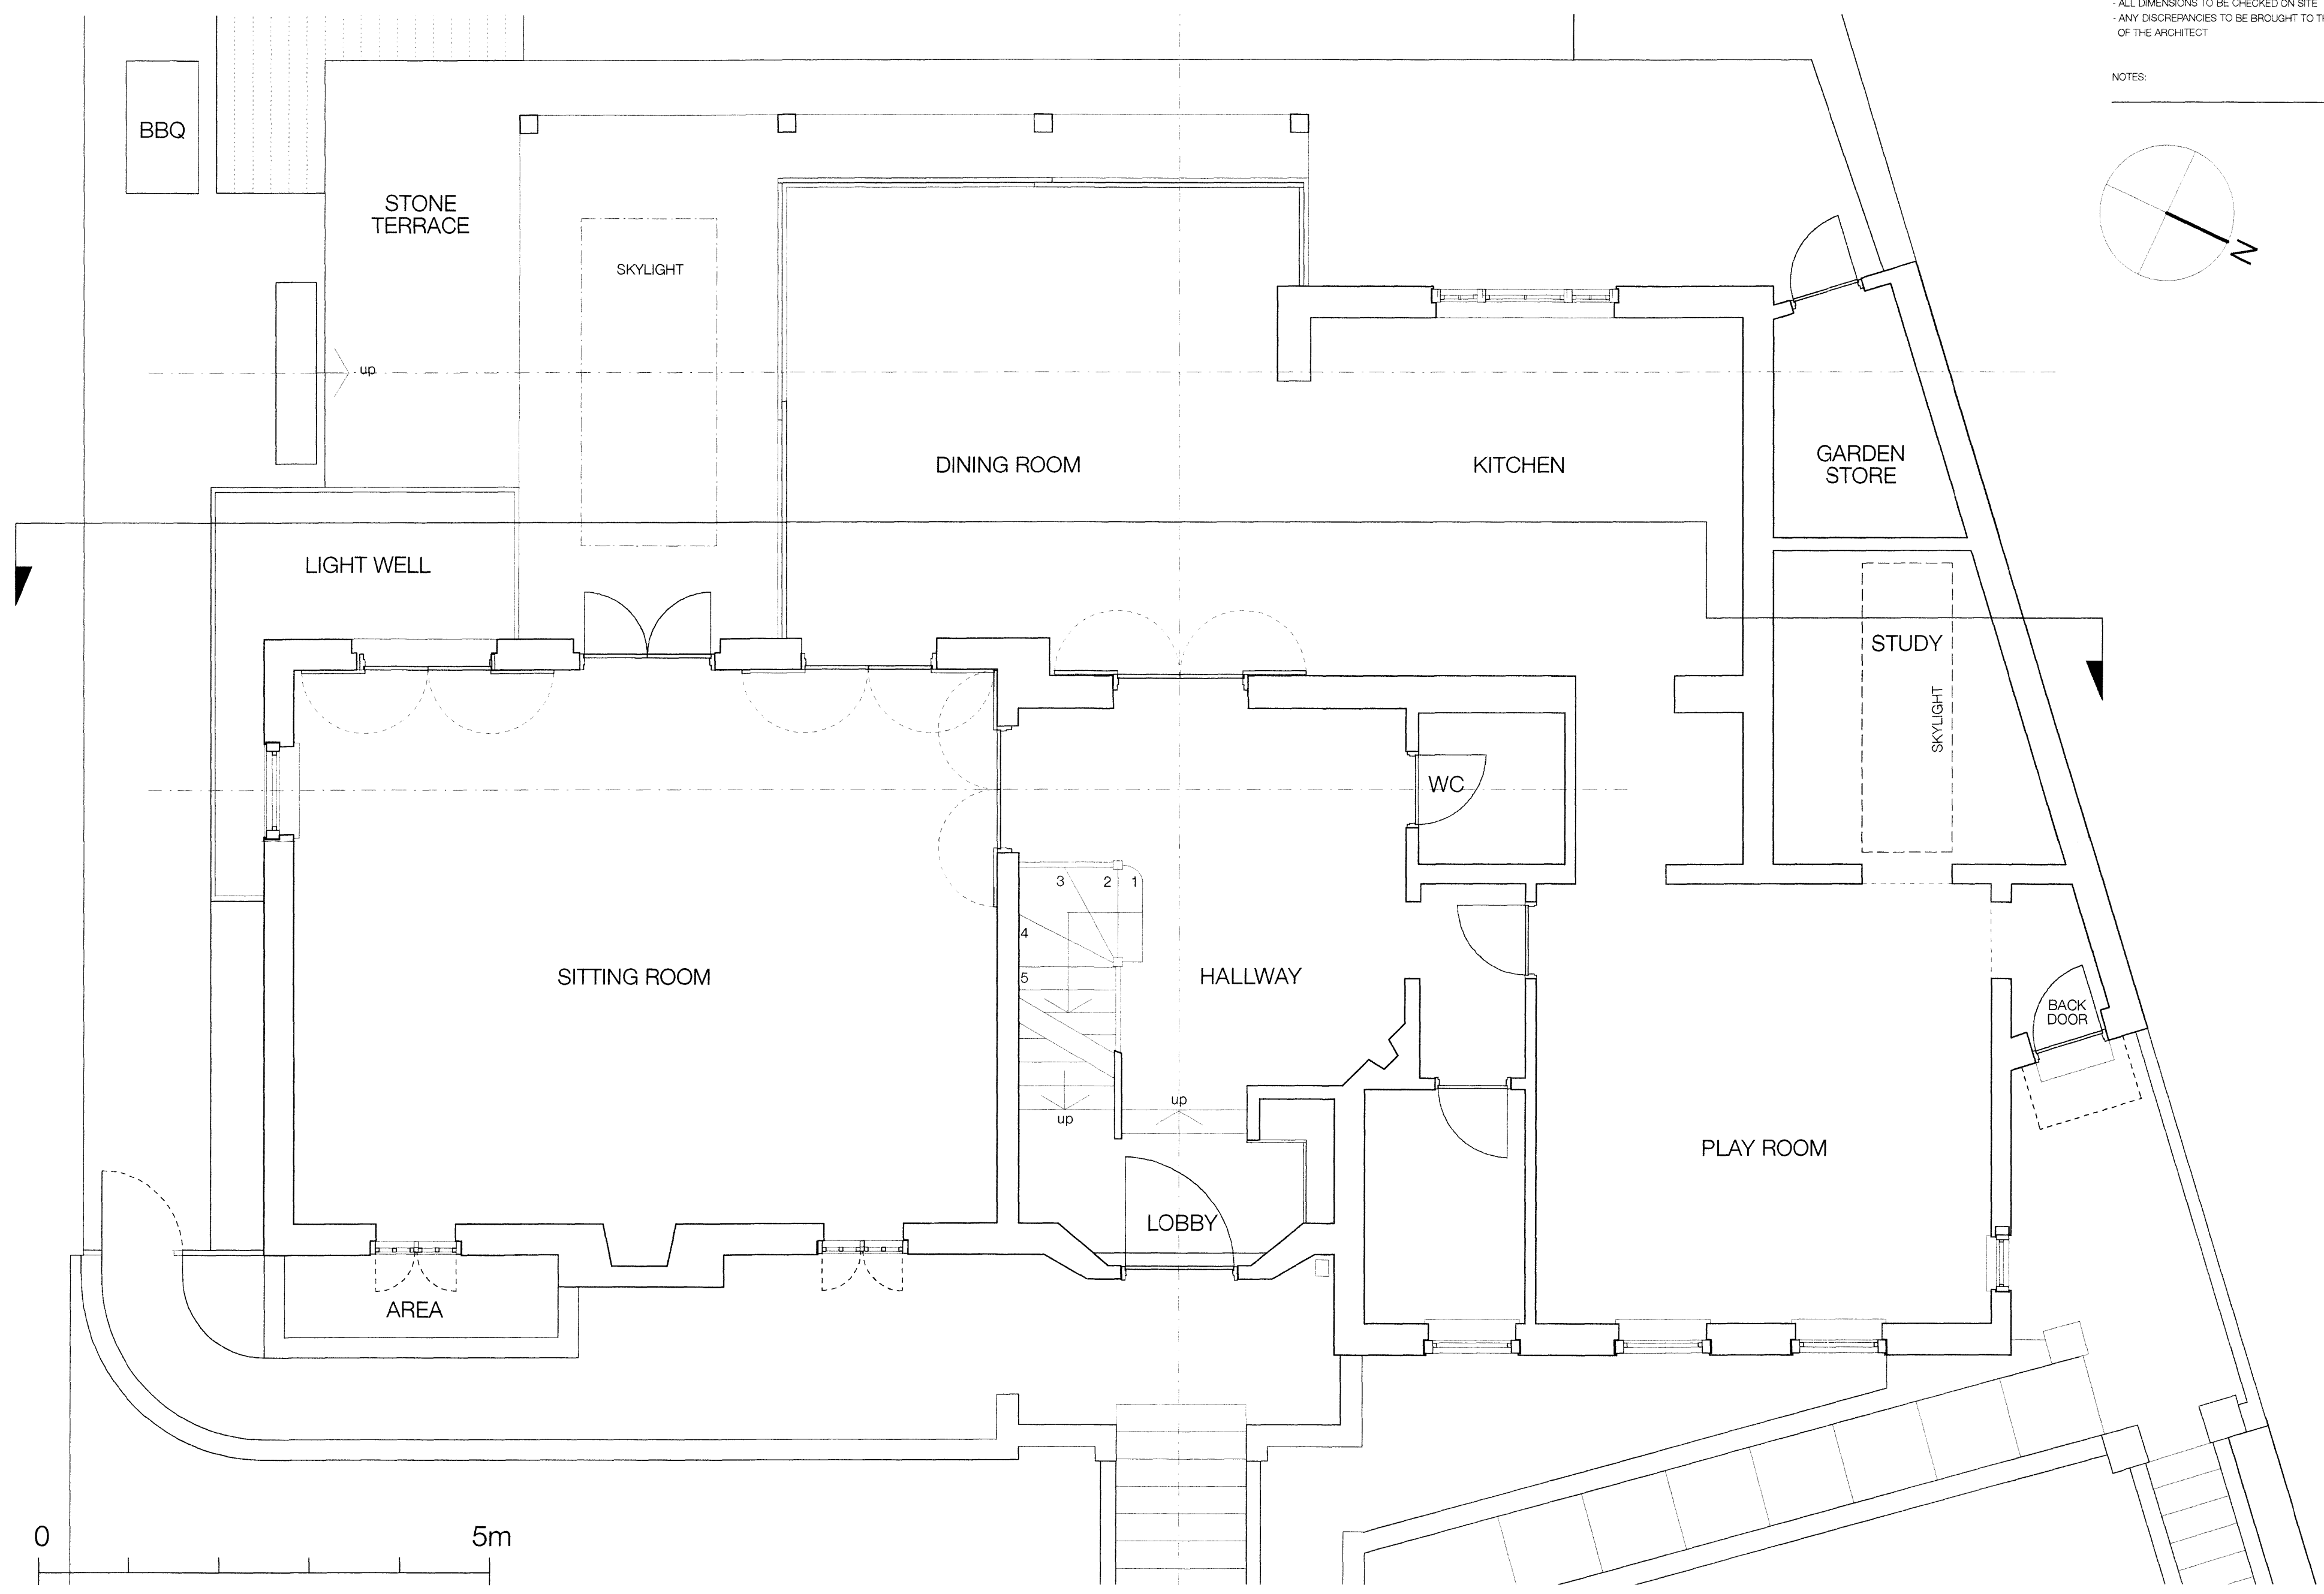 - ALL DIMENSIONS TO BE CHECKED ON SITE
- ANY DISCREPANCIES TO BE BROUGHT TO
OF THE ARCHITECT
NOTES:
N
BBQ
STONE
TERRACE
SKYLIGHT
up
DINING ROOM
KITCHEN
GARDEN
STORE
LIGHT WELL
STUDY
SKYLIGHT
WC
3
2
1
4
5
SITTING ROOM
HALLWAY
BACK
DOOR
up
up
PLAY ROOM
LOBBY
AREA
0
5m